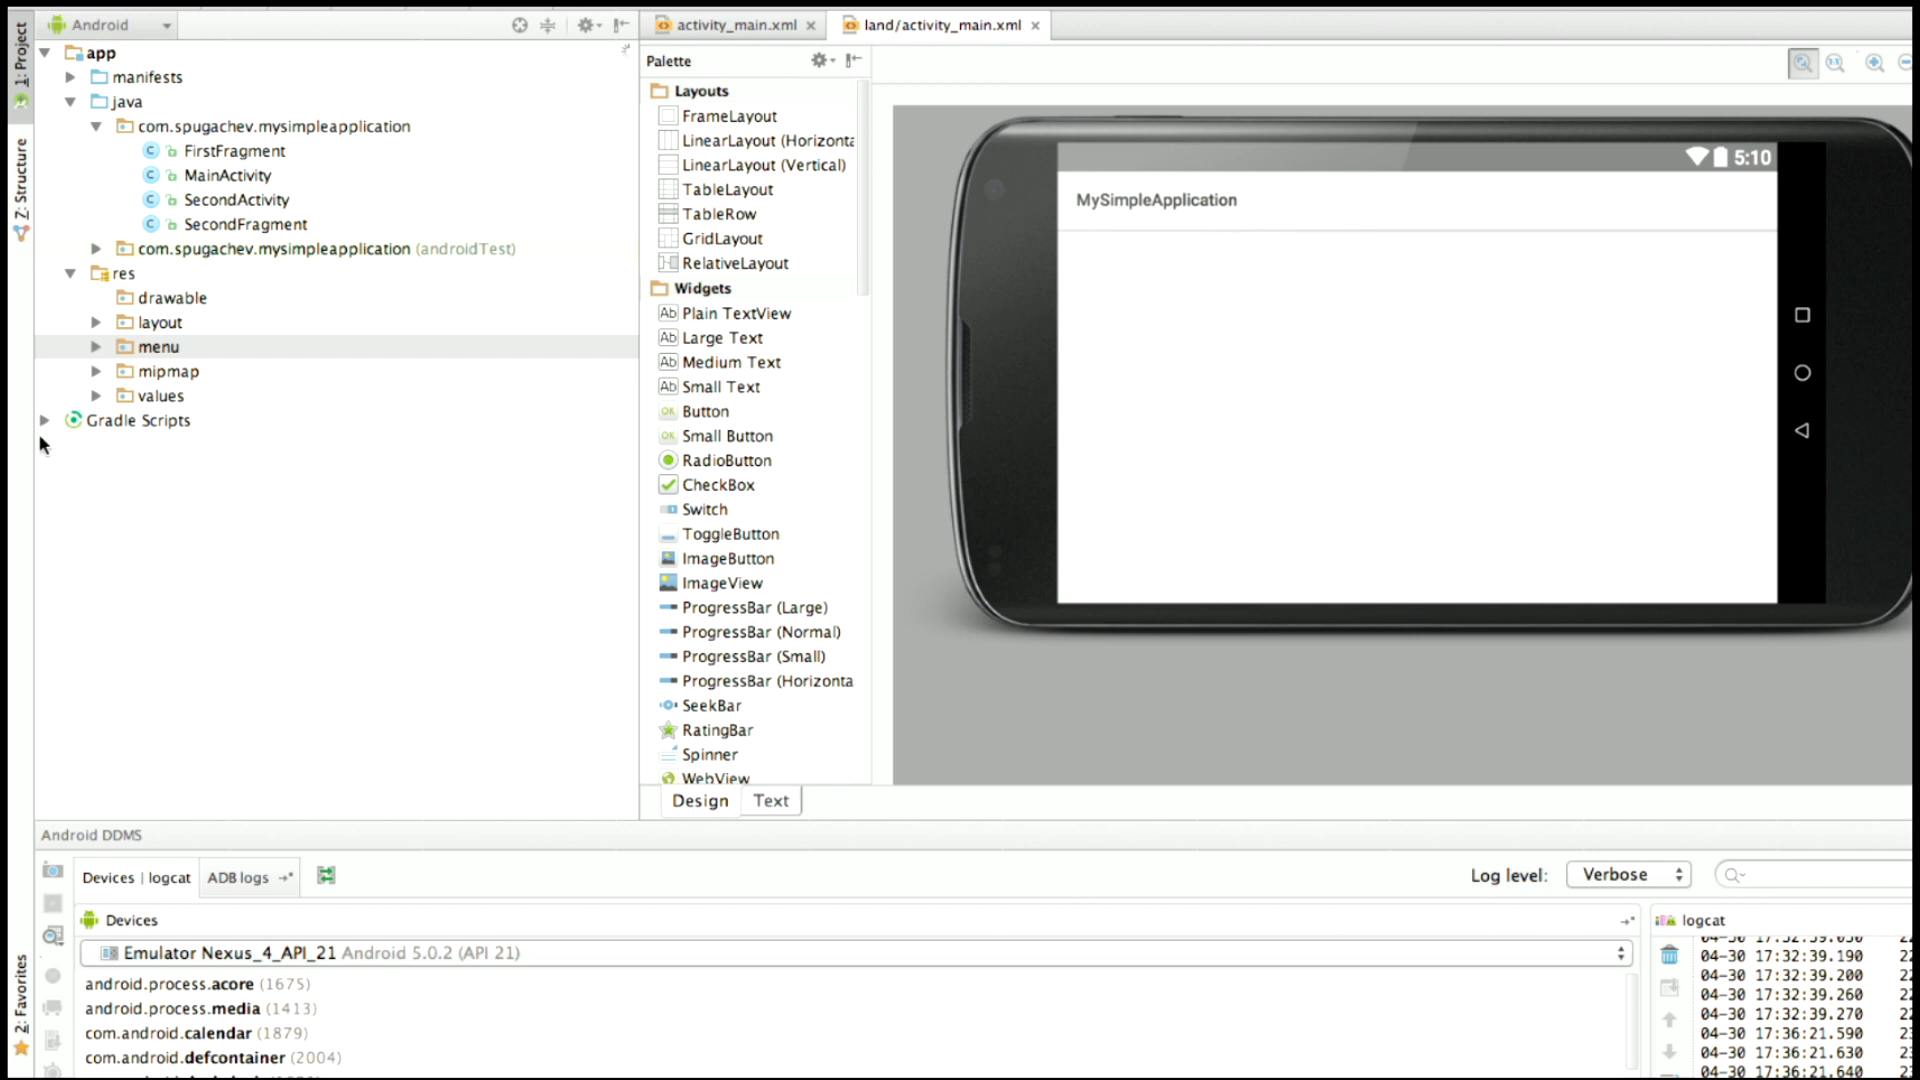 1: Project
Z: Structure
2: Favorites
Android
app
manifests
java
com.spugachev.mysimpleapplication
FirstFragment
MainActivity
SecondActivity
SecondFragment
com.spugachev.mysimpleapplication (androidTest)
res
drawable
layout
menu
mipmap
values
Gradle Scripts
activity_main.xml
land/activity_main.xml
Palette
Layouts
FrameLayout
LinearLayout (Horizonta
LinearLayout (Vertical)
TableLayout
TableRow
GridLayout
RelativeLayout
Widgets
Ab Plain TextView
Ab Large Text
Ab Medium Text
Ab Small Text
OK Button
OK Small Button
RadioButton
CheckBox
Switch
ToggleButton
ImageButton
ImageView
ProgressBar (Large)
ProgressBar (Normal)
ProgressBar (Small)
ProgressBar (Horizonta
SeekBar
RatingBar
Spinner
WebView
Design
Text
5:10
MySimpleApplication
Android DDMS
Devices | logcat
ADB logs
Log level:
Verbose
Devices
Emulator Nexus_4_API_21 Android 5.0.2 (API 21)
android.process.acore (1675)
android.process.media (1413)
com.android.calendar (1879)
com.android.defcontainer (2004)
logcat
04-30 17:32:39.190
04-30 17:32:39.200
04-30 17:32:39.260
04-30 17:32:39.270
04-30 17:36:21.590
04-30 17:36:21.630
04-30 17:36:21.640